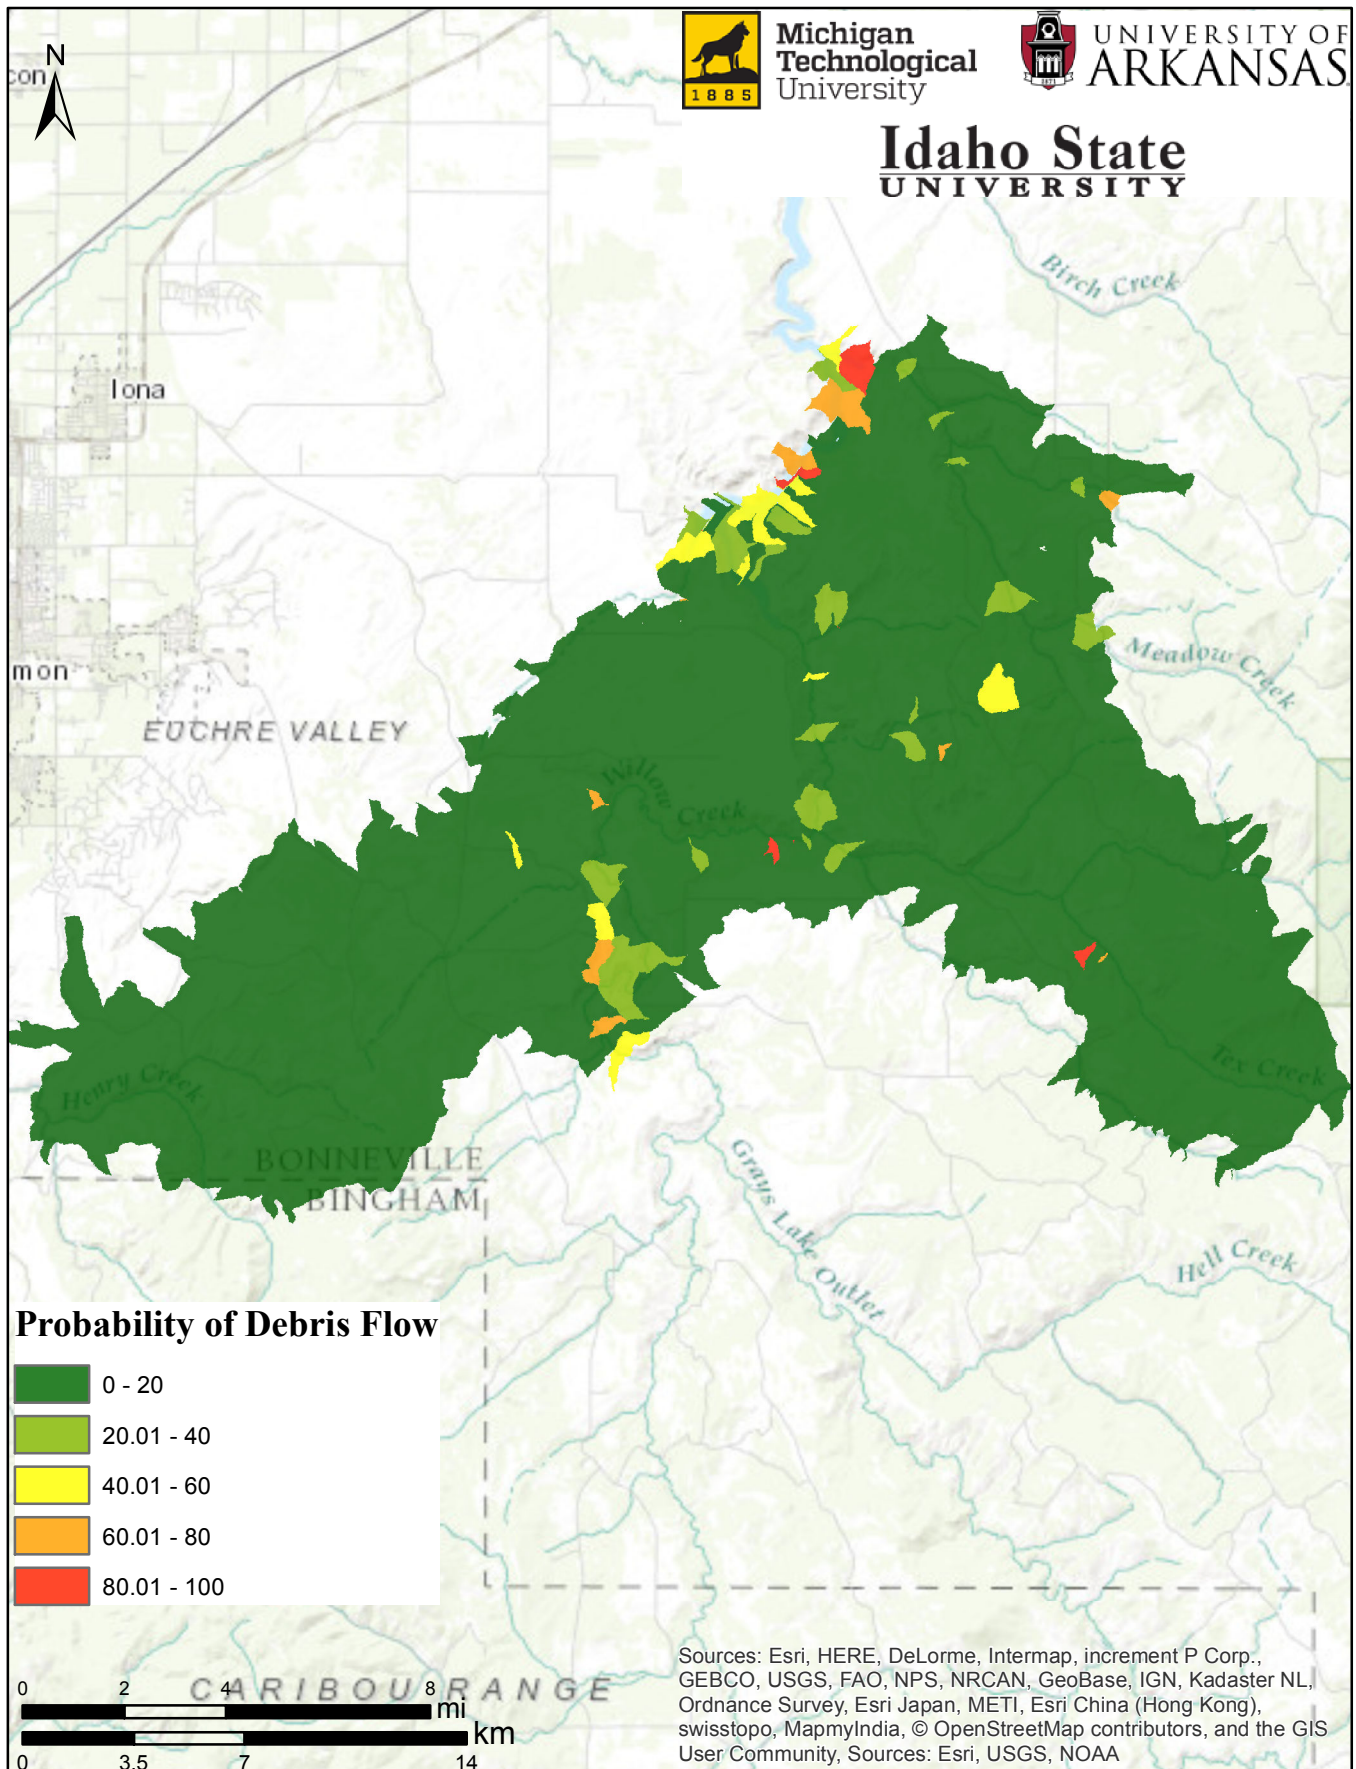 N
con
Michigan
Technological
University
1885
UNIVERSITY OF
ARKANSAS
1871
Idaho State
UNIVERSITY
Birch Creek
Iona
mon
Meadow Creek
EUCHRE VALLEY
Willow
Creek
Tex Creek
Henry Creek
BONNEVILLE
BINGHAM
Grays Lake Outlet
Hell Creek
Probability of Debris Flow
0 - 20
20.01 - 40
40.01 - 60
60.01 - 80
80.01 - 100
CARIBOU RANGE
0 2 4 8
mi
km
0 3.5 7 14
Sources: Esri, HERE, DeLorme, Intermap, increment P Corp.,
GEBCO, USGS, FAO, NPS, NRCAN, GeoBase, IGN, Kadaster NL,
Ordnance Survey, Esri Japan, METI, Esri China (Hong Kong),
swisstopo, MapmyIndia, © OpenStreetMap contributors, and the GIS
User Community, Sources: Esri, USGS, NOAA